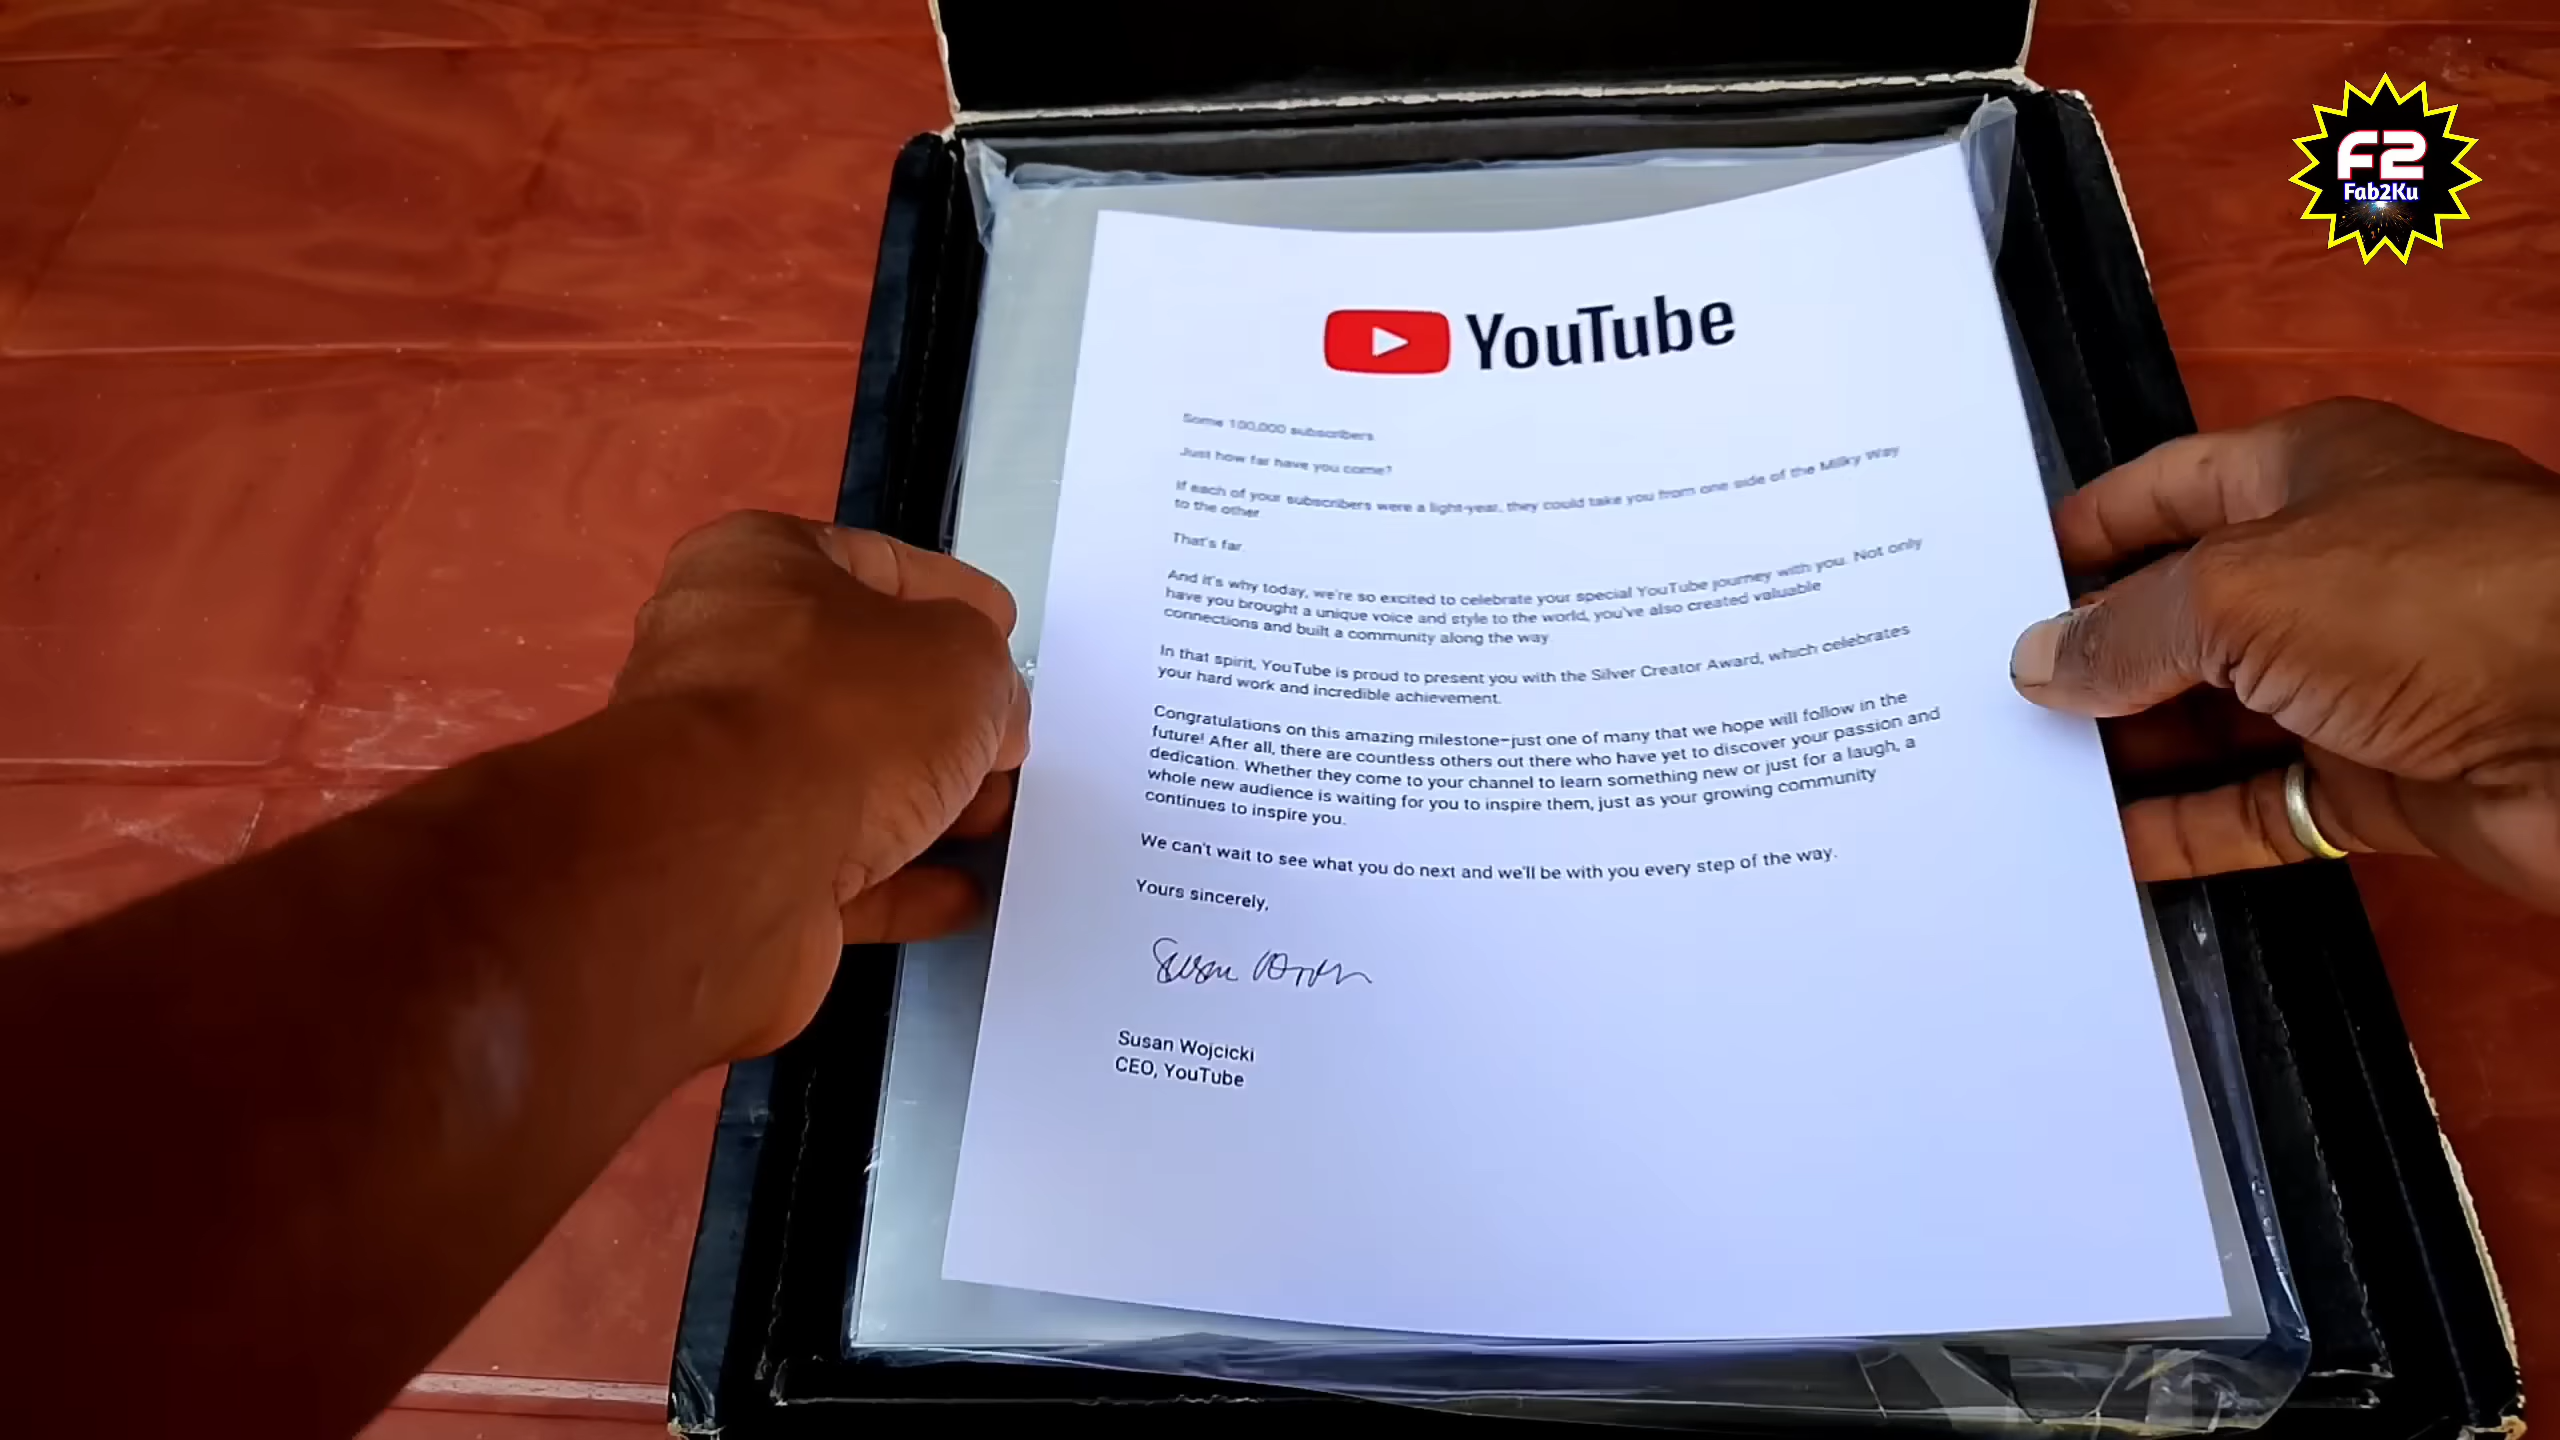 F2
Fab2Ku
YouTube
Some 100,000 subscribers
Just how far have you come?
If each of your subscribers were a light-year, they could take you from one side of the Milky Way
to the other
That's far.
And it's why today, we're so excited to celebrate your special YouTube journey with you. Not only
have you brought a unique voice and style to the world, you've also created valuable
connections and built a community along the way
In that spirit, YouTube is proud to present you with the Silver Creator Award, which celebrates
your hard work and incredible achievement.
Congratulations on this amazing milestone–just one of many that we hope will follow in the
future! After all, there are countless others out there who have yet to discover your passion and
dedication. Whether they come to your channel to learn something new or just for a laugh, a
whole new audience is waiting for you to inspire them, just as your growing community
continues to inspire you.
We can't wait to see what you do next and we'll be with you every step of the way.
Yours sincerely,
Susan Wojcicki
CEO, YouTube